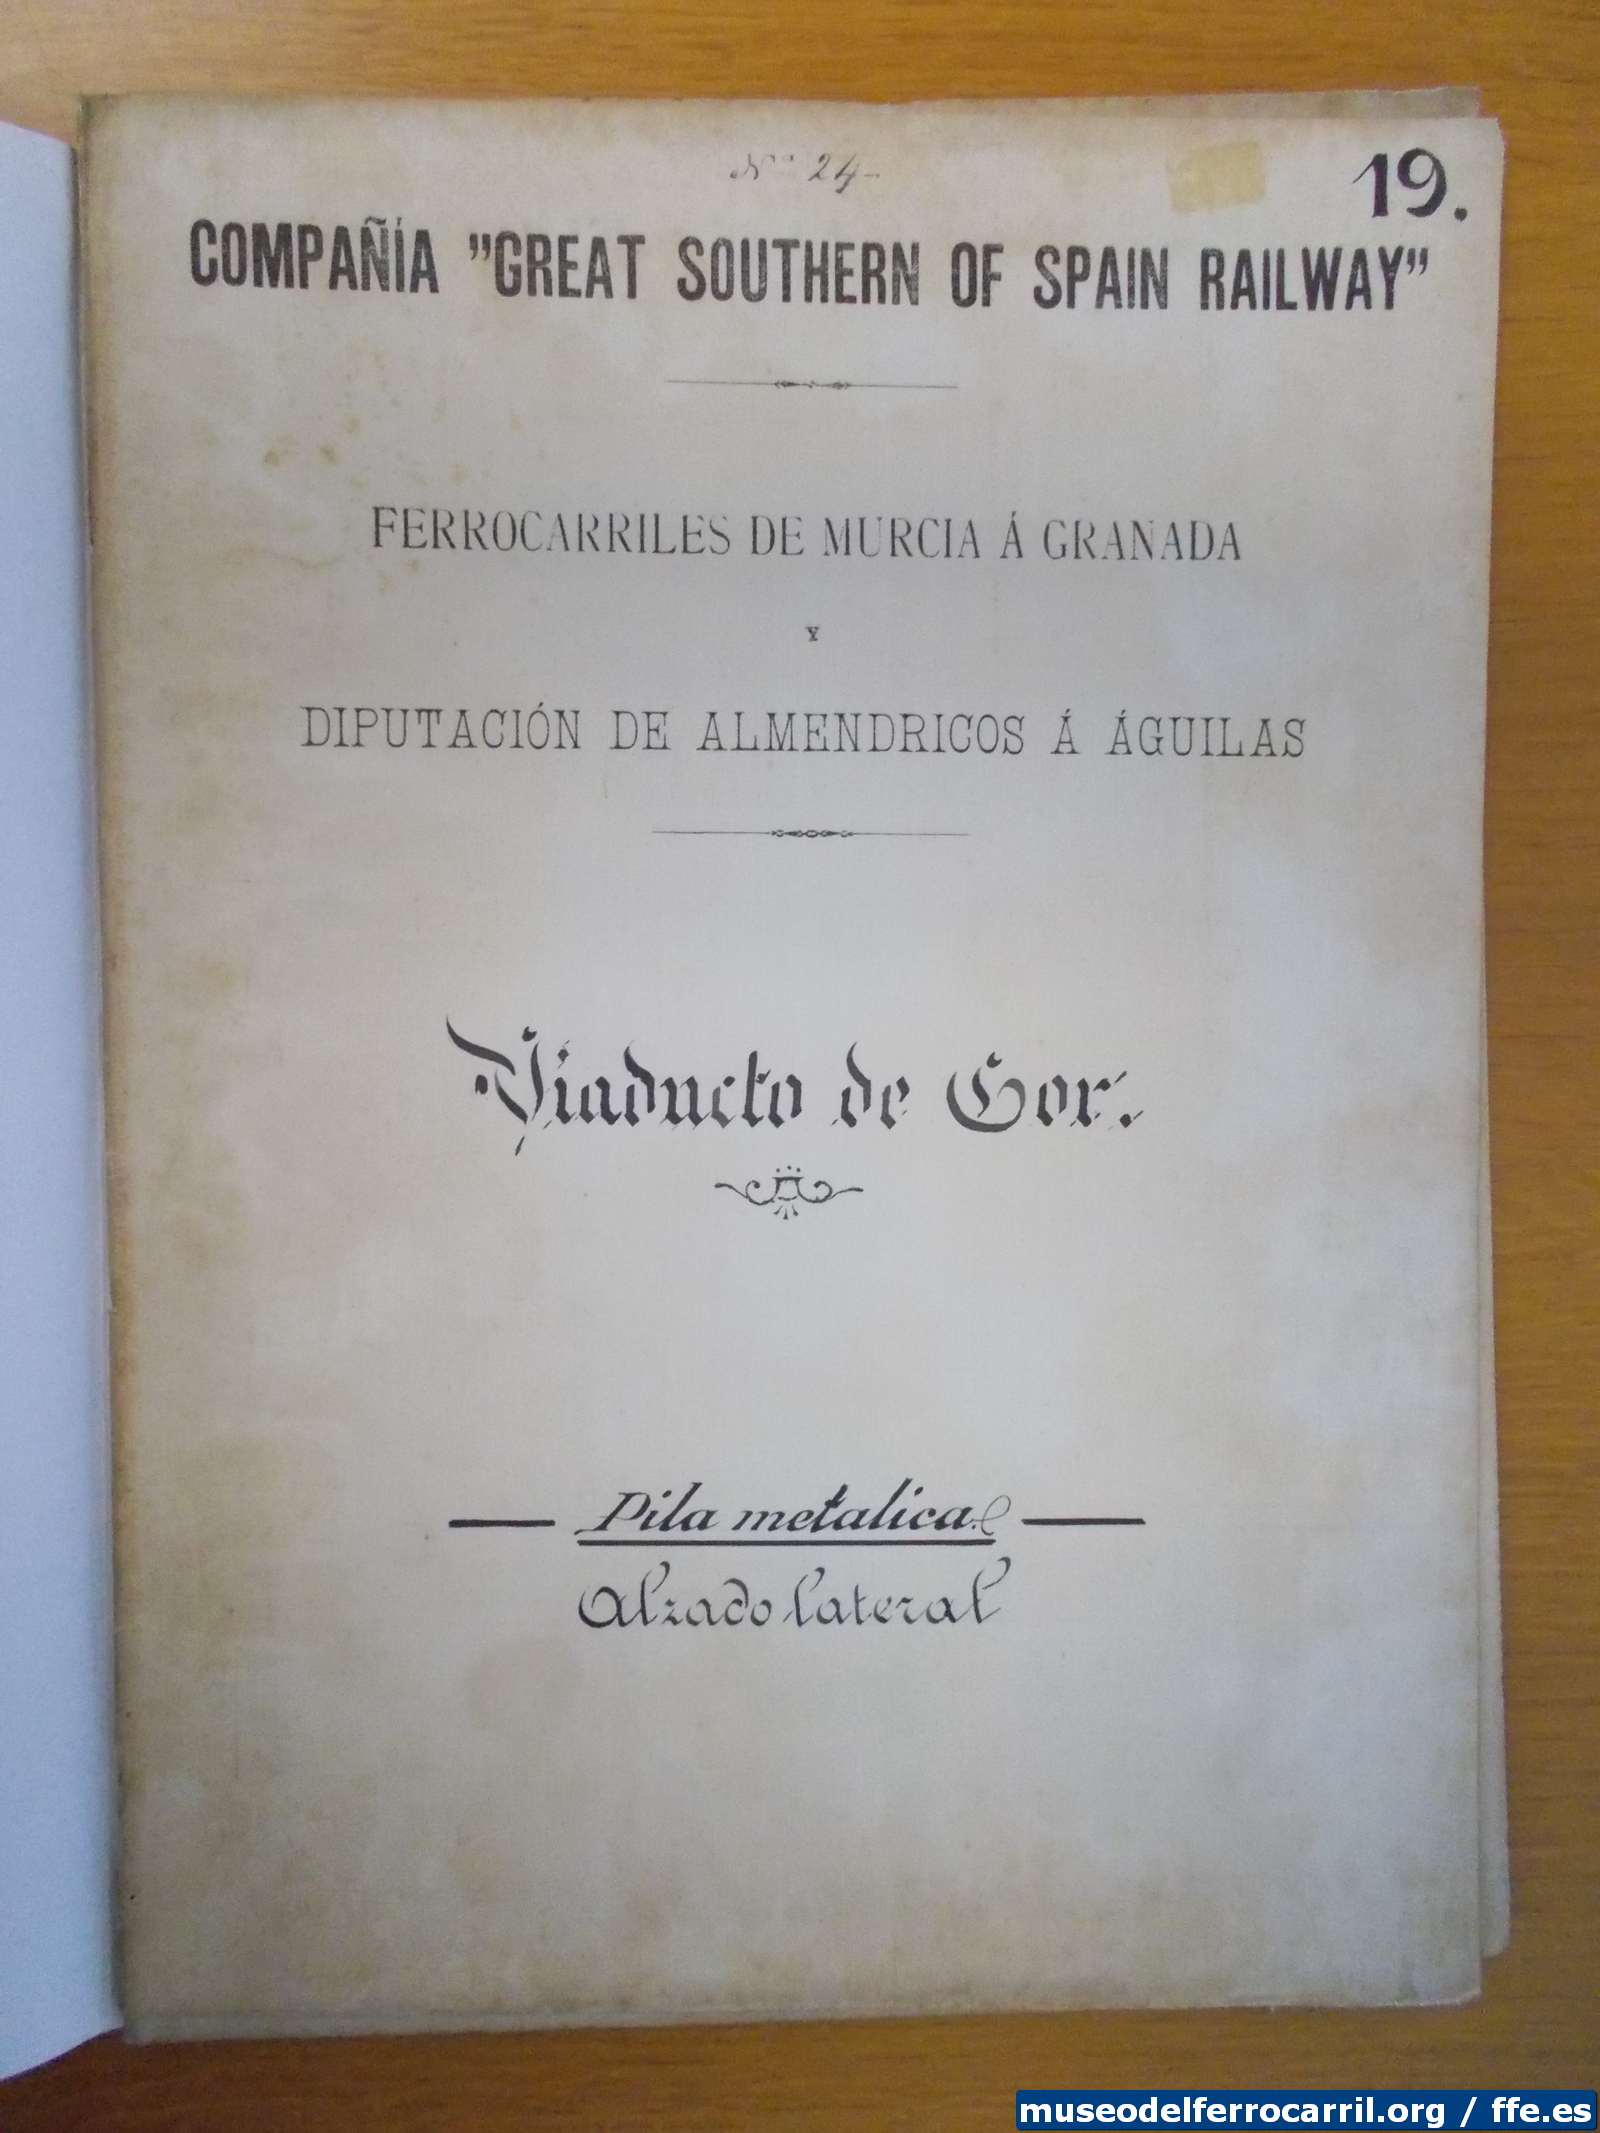 Nº 24-
19.
COMPAÑÍA "GREAT SOUTHERN OF SPAIN RAILWAY"
FERROCARRILES DE MURCIA Á GRANADA
Y
DIPUTACIÓN DE ALMENDRICOS Á ÁGUILAS
Viaducto de Gor.
Pila metalica.
Alzado lateral
museodelferrocarril.org / ffe.es